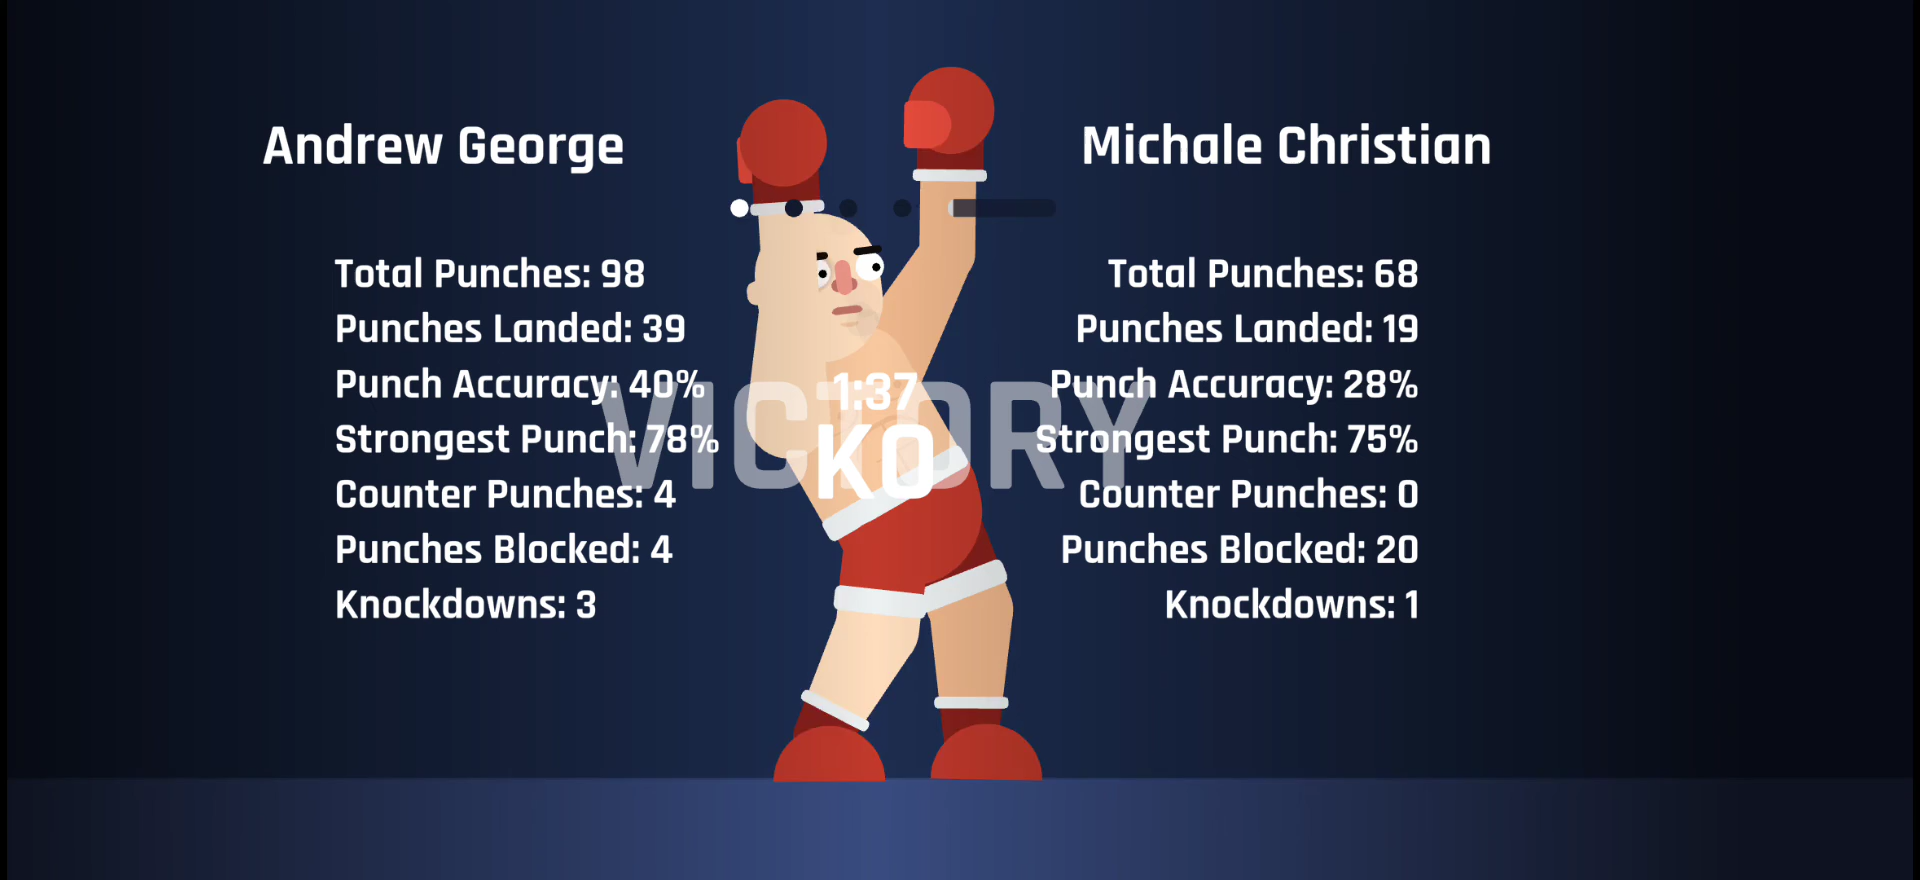 Andrew George
Total Punches: 98
Punches Landed: 39
Punch Accuracy: 40%
Strongest Punch: 78%
Counter Punches: 4
Punches Blocked: 4
Knockdowns: 3
VICTORY
1:37
KO
Michale Christian
Total Punches: 68
Punches Landed: 19
Punch Accuracy: 28%
Strongest Punch: 75%
Counter Punches: 0
Punches Blocked: 20
Knockdowns: 1